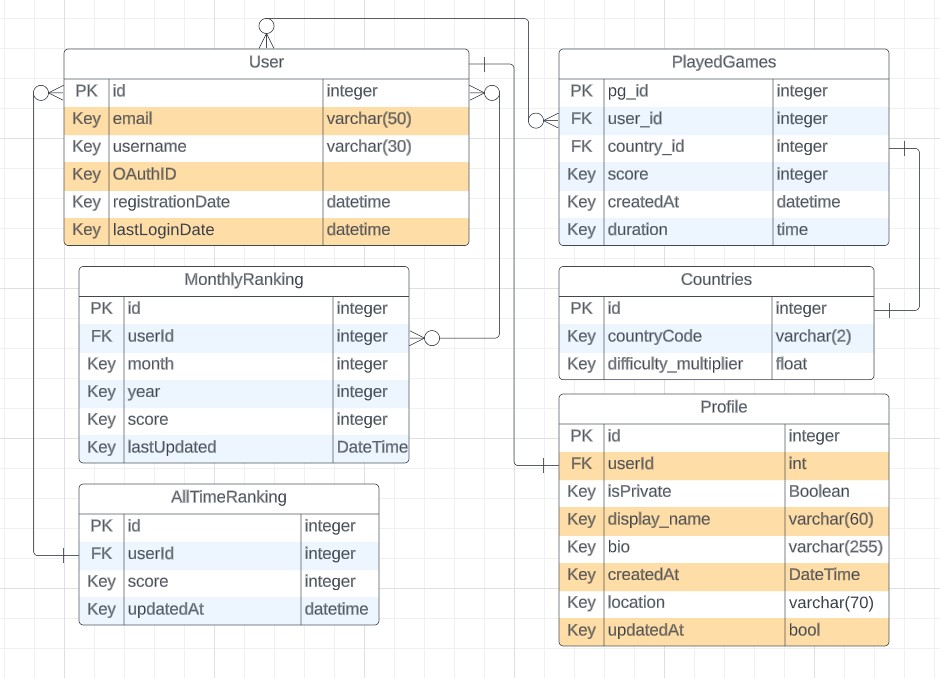 User
PK id integer
Key email varchar(50)
Key username varchar(30)
Key OAuthID
Key registrationDate datetime
Key lastLoginDate datetime
MonthlyRanking
PK id integer
FK userId integer
Key month integer
Key year integer
Key score integer
Key lastUpdated DateTime
AllTimeRanking
PK id integer
FK userId integer
Key score integer
Key updatedAt datetime
PlayedGames
PK pg_id integer
FK user_id integer
FK country_id integer
Key score integer
Key createdAt datetime
Key duration time
Countries
PK id integer
Key countryCode varchar(2)
Key difficulty_multiplier float
Profile
PK id integer
FK userId int
Key isPrivate Boolean
Key display_name varchar(60)
Key bio varchar(255)
Key createdAt DateTime
Key location varchar(70)
Key updatedAt bool